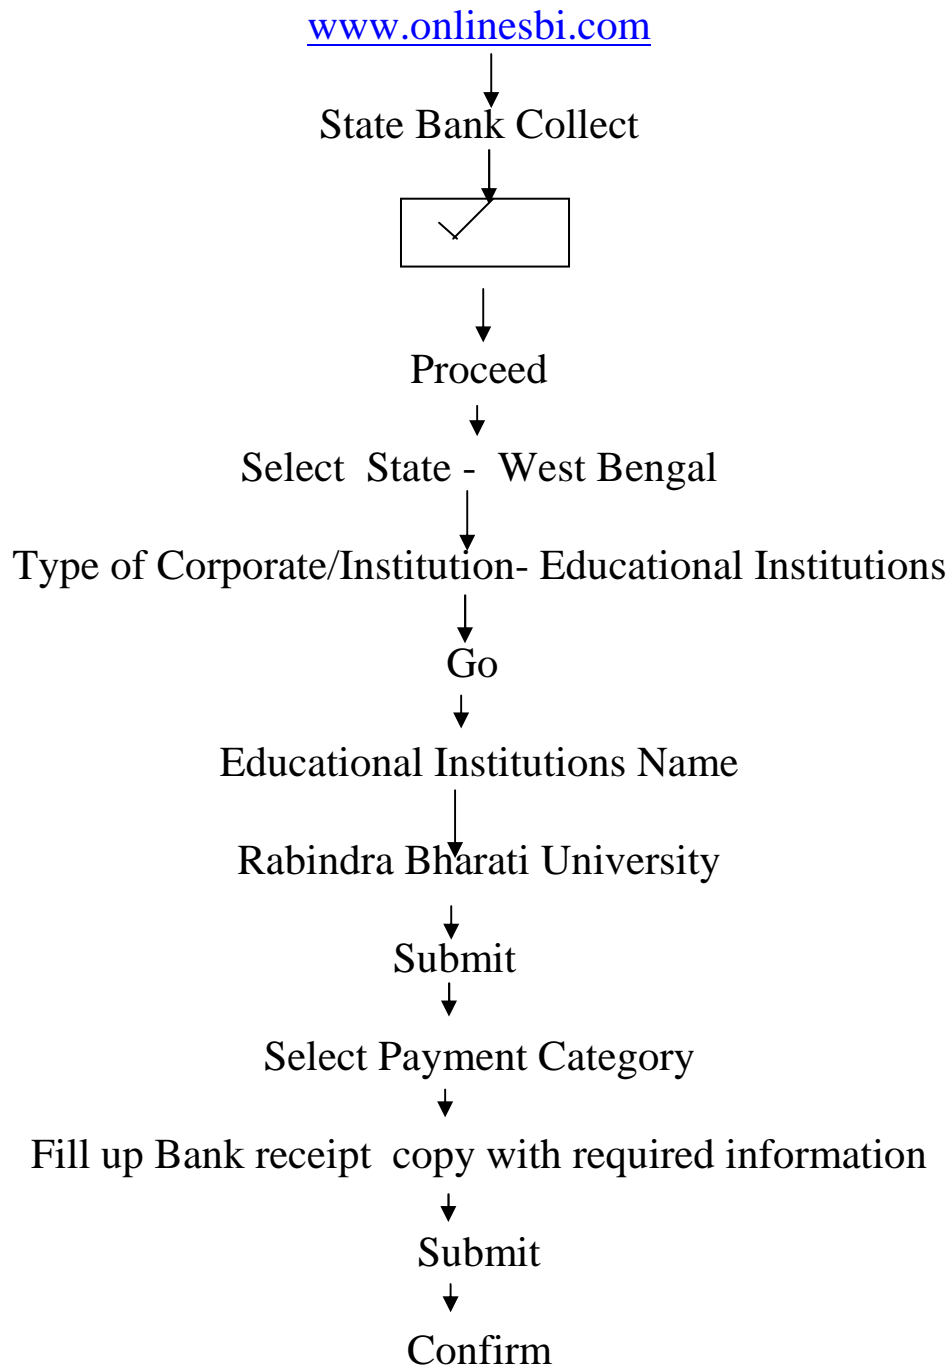 www.onlinesbi.com
State Bank Collect
Proceed
Select State - West Bengal
Type of Corporate/Institution- Educational Institutions
Go
Educational Institutions Name
Rabindra Bharati University
Submit
Select Payment Category
Fill up Bank receipt copy with required information
Submit
Confirm